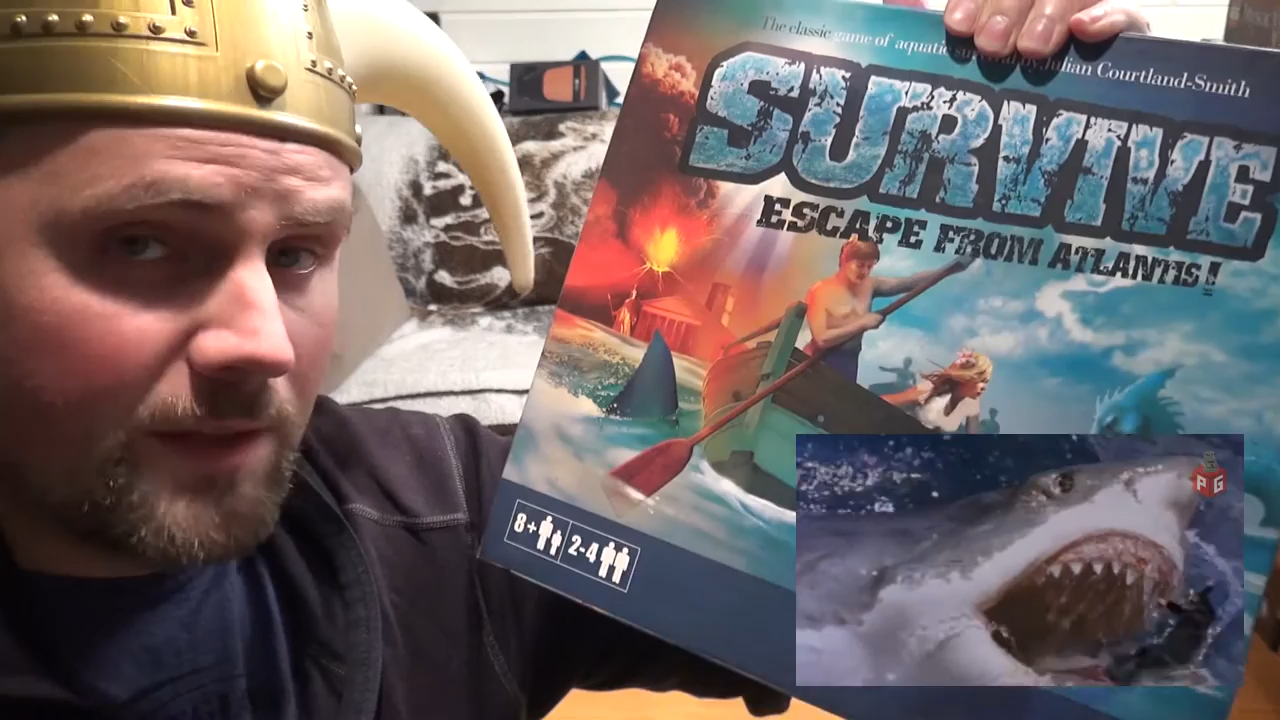 The classic game of aquatic survival by Julian Courtland-Smith
SURVIVE
ESCAPE FROM ATLANTIS!
8+
2-4
PG